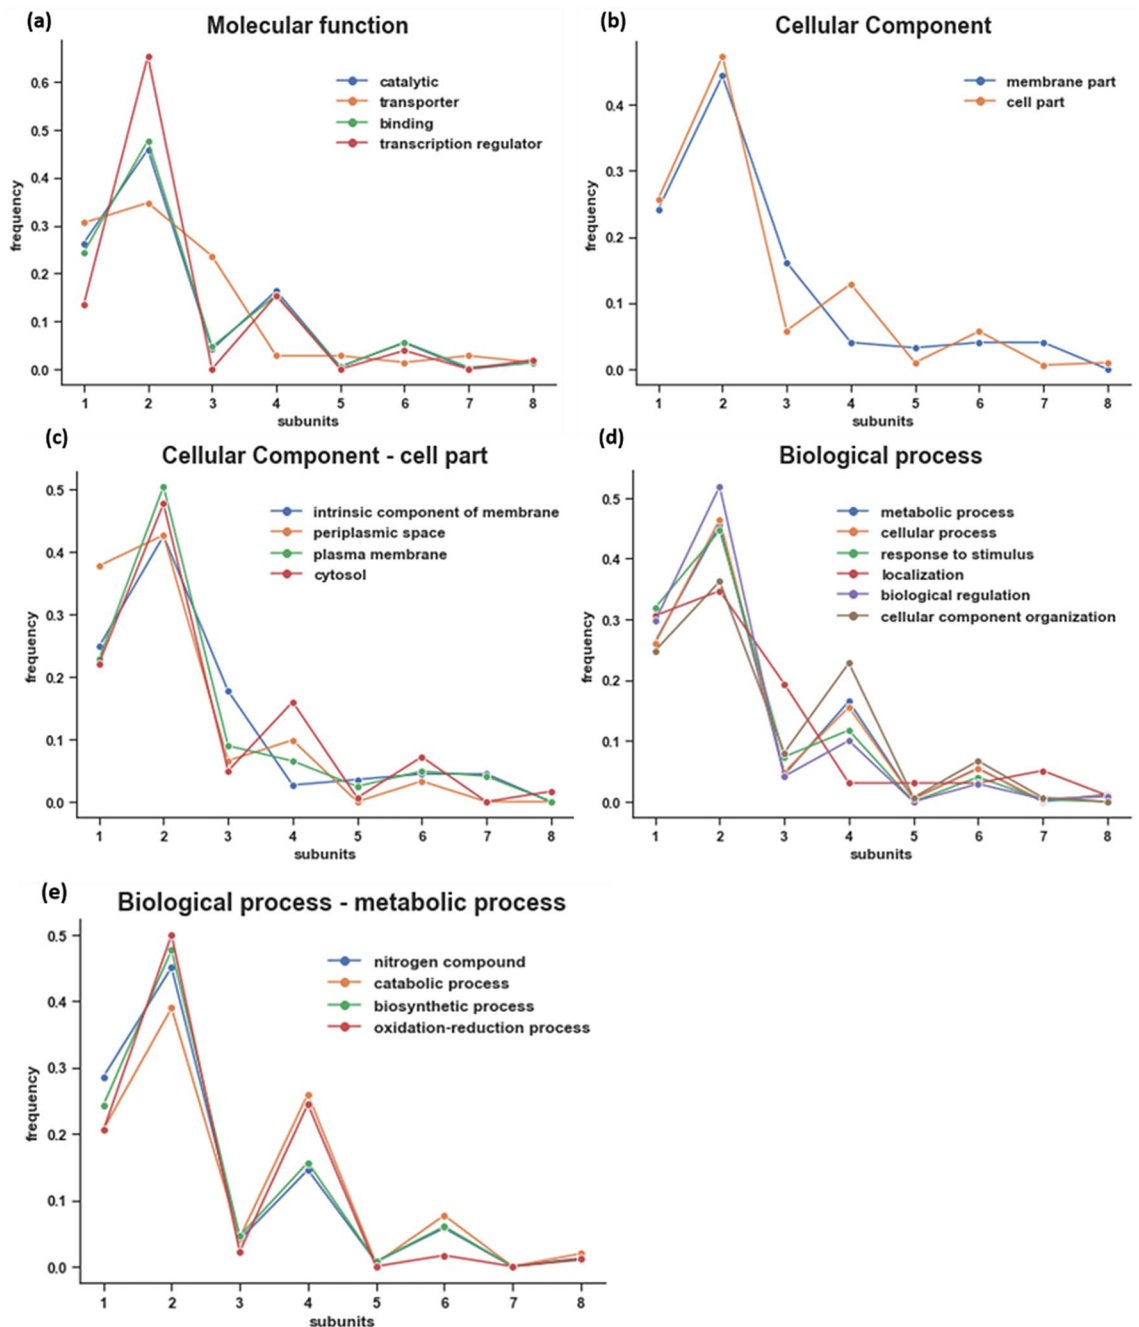 (a)
Molecular function
frequency
0.6
0.5
0.4
0.3
0.2
0.1
0.0
catalytic
transporter
binding
transcription regulator
1 2 3 4 5 6 7 8
subunits
(b)
Cellular Component
frequency
0.4
0.3
0.2
0.1
0.0
membrane part
cell part
1 2 3 4 5 6 7 8
subunits
(c)
Cellular Component - cell part
frequency
0.5
0.4
0.3
0.2
0.1
0.0
intrinsic component of membrane
periplasmic space
plasma membrane
cytosol
1 2 3 4 5 6 7 8
subunits
(d)
Biological process
frequency
0.5
0.4
0.3
0.2
0.1
0.0
metabolic process
cellular process
response to stimulus
localization
biological regulation
cellular component organization
1 2 3 4 5 6 7 8
subunits
(e)
Biological process - metabolic process
frequency
0.5
0.4
0.3
0.2
0.1
0.0
nitrogen compound
catabolic process
biosynthetic process
oxidation-reduction process
1 2 3 4 5 6 7 8
subunits